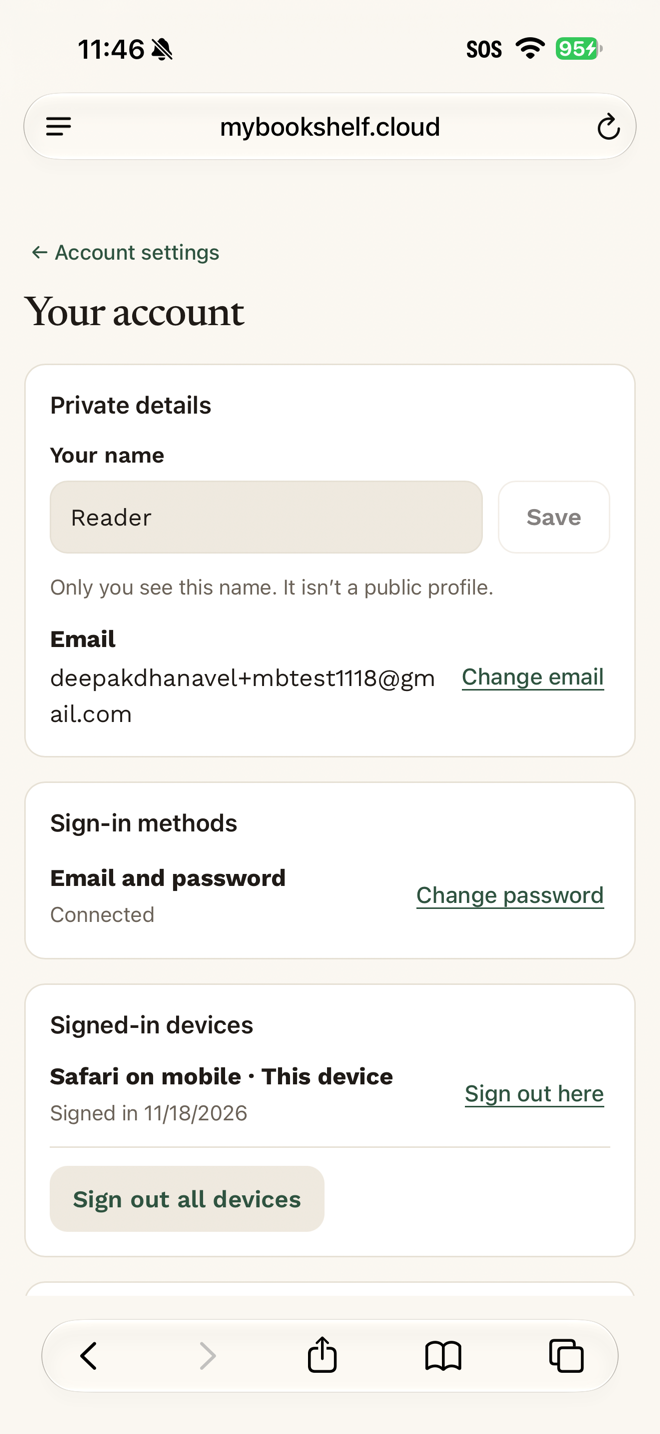 11:46
SOS
95
mybookshelf.cloud
← Account settings
Your account
Private details
Your name
Reader
Save
Only you see this name. It isn't a public profile.
Email
deepakdhanavel+mbtest1118@gm
ail.com
Change email
Sign-in methods
Email and password
Connected
Change password
Signed-in devices
Safari on mobile · This device
Signed in 11/18/2026
Sign out here
Sign out all devices